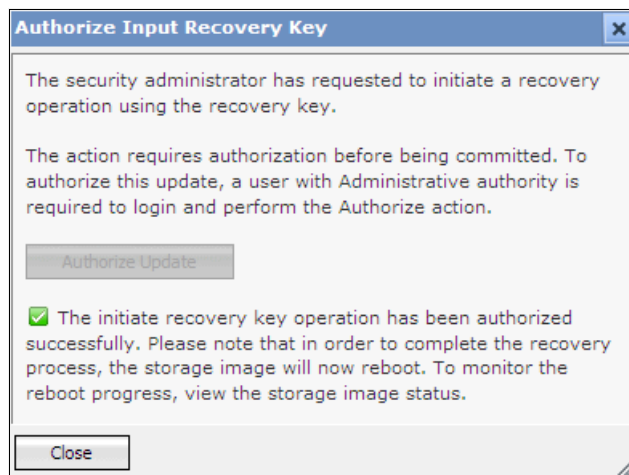 Authorize Input Recovery Key
The security administrator has requested to initiate a recovery
operation using the recovery key.
The action requires authorization before being committed. To
authorize this update, a user with Administrative authority is
required to login and perform the Authorize action.
Authorize Update
The initiate recovery key operation has been authorized
successfully. Please note that in order to complete the recovery
process, the storage image will now reboot. To monitor the
reboot progress, view the storage image status.
Close